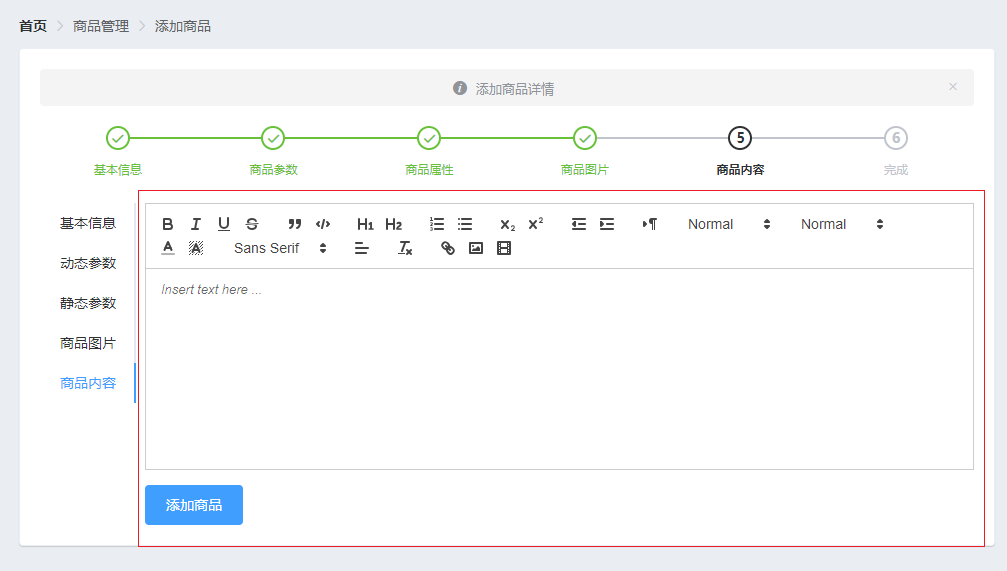 首页 > 商品管理 > 添加商品
添加商品详情
5 6
基本信息 商品参数 商品属性 商品图片 商品内容 完成
基本信息
动态参数
静态参数
商品图片
商品内容
B I U S H1 H2 X2 X2 Normal Normal
A A Sans Serif Tx
Insert text here ...
添加商品